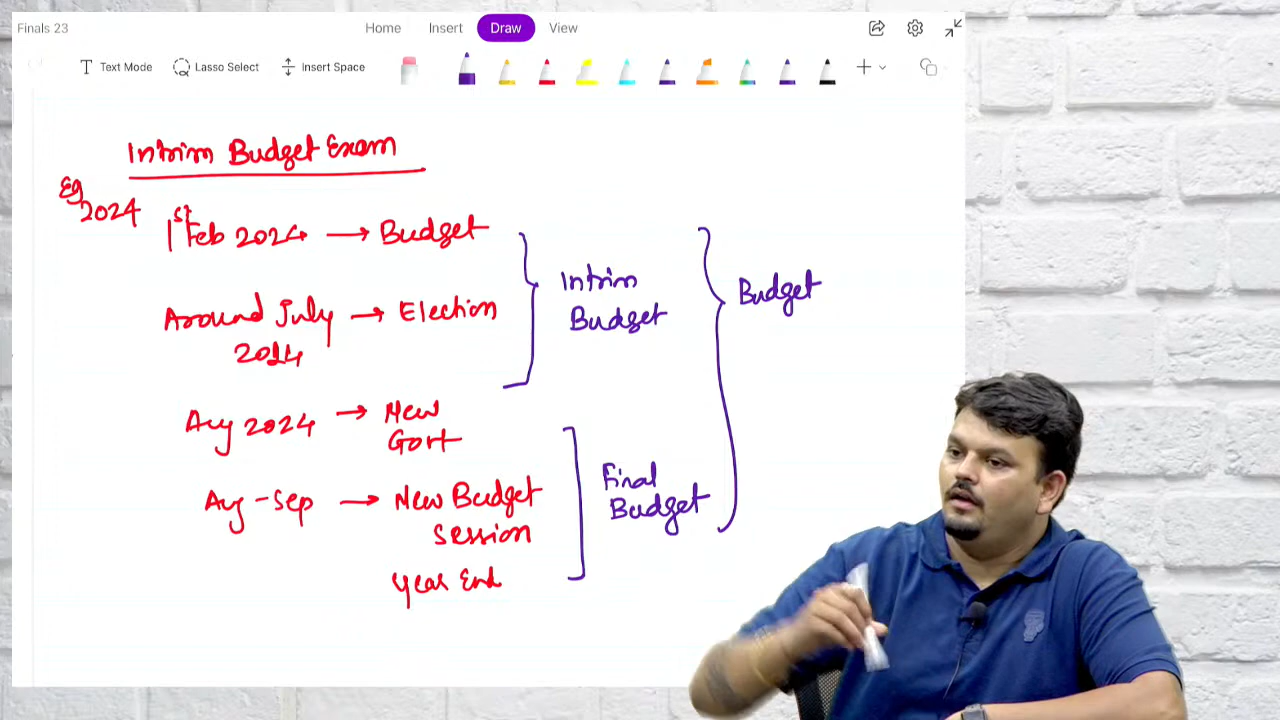 Finals 23
Home Insert Draw View
Text Mode Lasso Select Insert Space
Intrim Budget Exam
Eg
2024
1st Feb 2024 → Budget
Around July → Election
2024
Intrim
Budget
Budget
Aug 2024 → New
Govt
Aug - Sep → New Budget
Session
Year End
Final
Budget